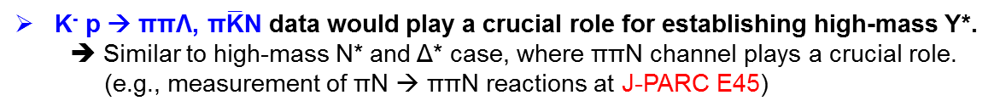 ➢ K⁻ p → ππΛ, πK̅N data would play a crucial role for establishing high-mass Y*.
➔ Similar to high-mass N* and Δ* case, where ππN channel plays a crucial role.
(e.g., measurement of πN → ππN reactions at J-PARC E45)